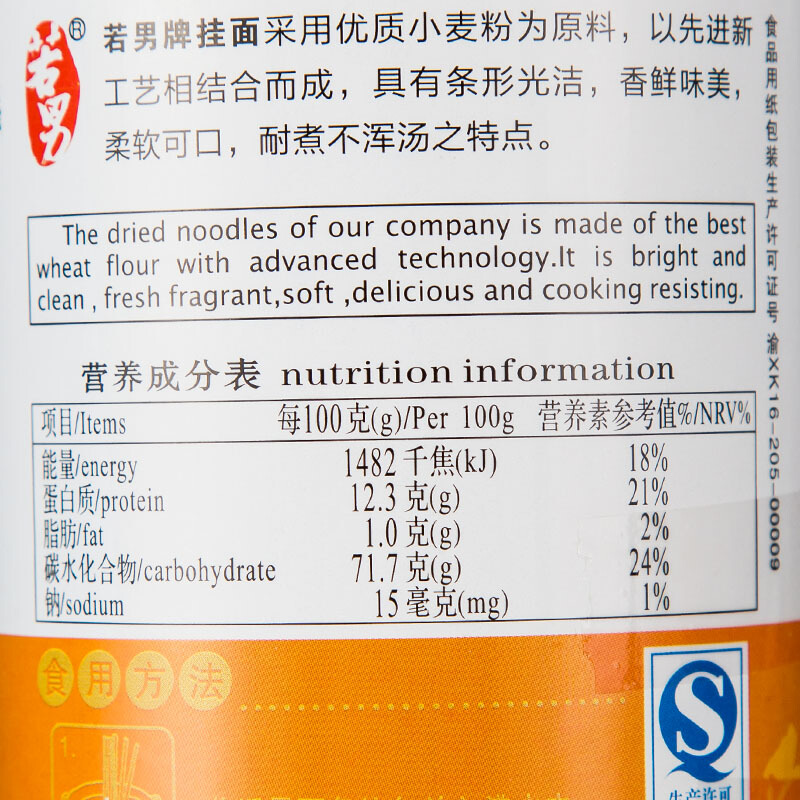 若男®
若男牌挂面采用优质小麦粉为原料，以先进新
工艺相结合而成，具有条形光洁，香鲜味美，
柔软可口，耐煮不浑汤之特点。
The dried noodles of our company is made of the best
wheat flour with advanced technology.It is bright and
clean , fresh fragrant,soft ,delicious and cooking resisting.
食品用纸包装生产许可证号 渝XK16-205-00009
营养成分表 nutrition information
项目/Items 每100克(g)/Per 100g 营养素参考值%/NRV%
能量/energy 1482 千焦(kJ) 18%
蛋白质/protein 12.3 克(g) 21%
脂肪/fat 1.0 克(g) 2%
碳水化合物/carbohydrate 71.7 克(g) 24%
钠/sodium 15 毫克(mg) 1%
食用方法
1.
S
生产许可